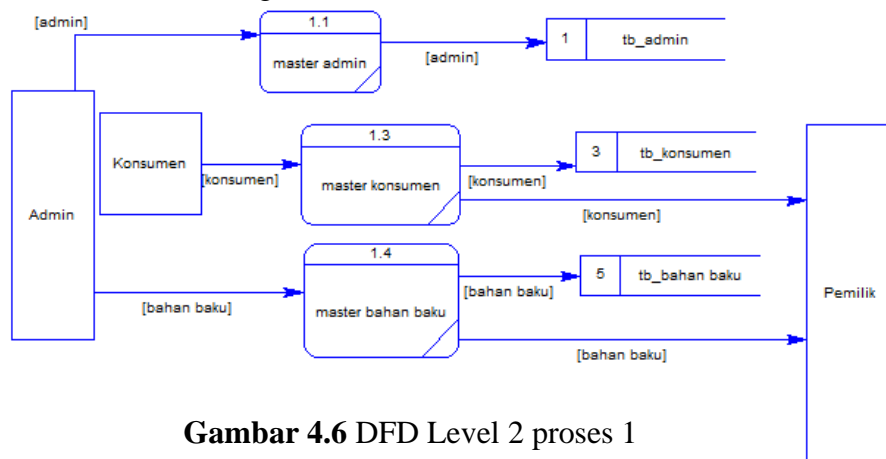 [admin]
1.1
master admin
[admin]
1
tb_admin
Admin
Konsumen
[konsumen]
1.3
master konsumen
[konsumen]
3
tb_konsumen
[konsumen]
[bahan baku]
1.4
master bahan baku
[bahan baku]
5
tb_bahan baku
[bahan baku]
Pemilik
Gambar 4.6 DFD Level 2 proses 1